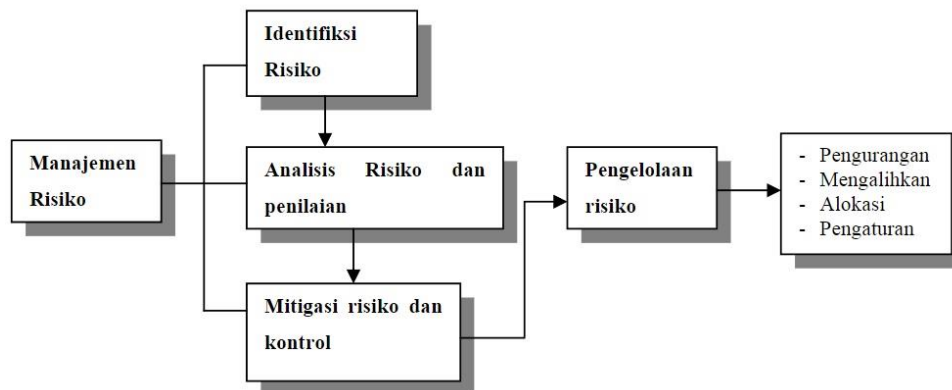 Manajemen
Risiko
Identifiksi
Risiko
Analisis Risiko dan
penilaian
Mitigasi risiko dan
kontrol
Pengelolaan
risiko
- Pengurangan
- Mengalihkan
- Alokasi
- Pengaturan